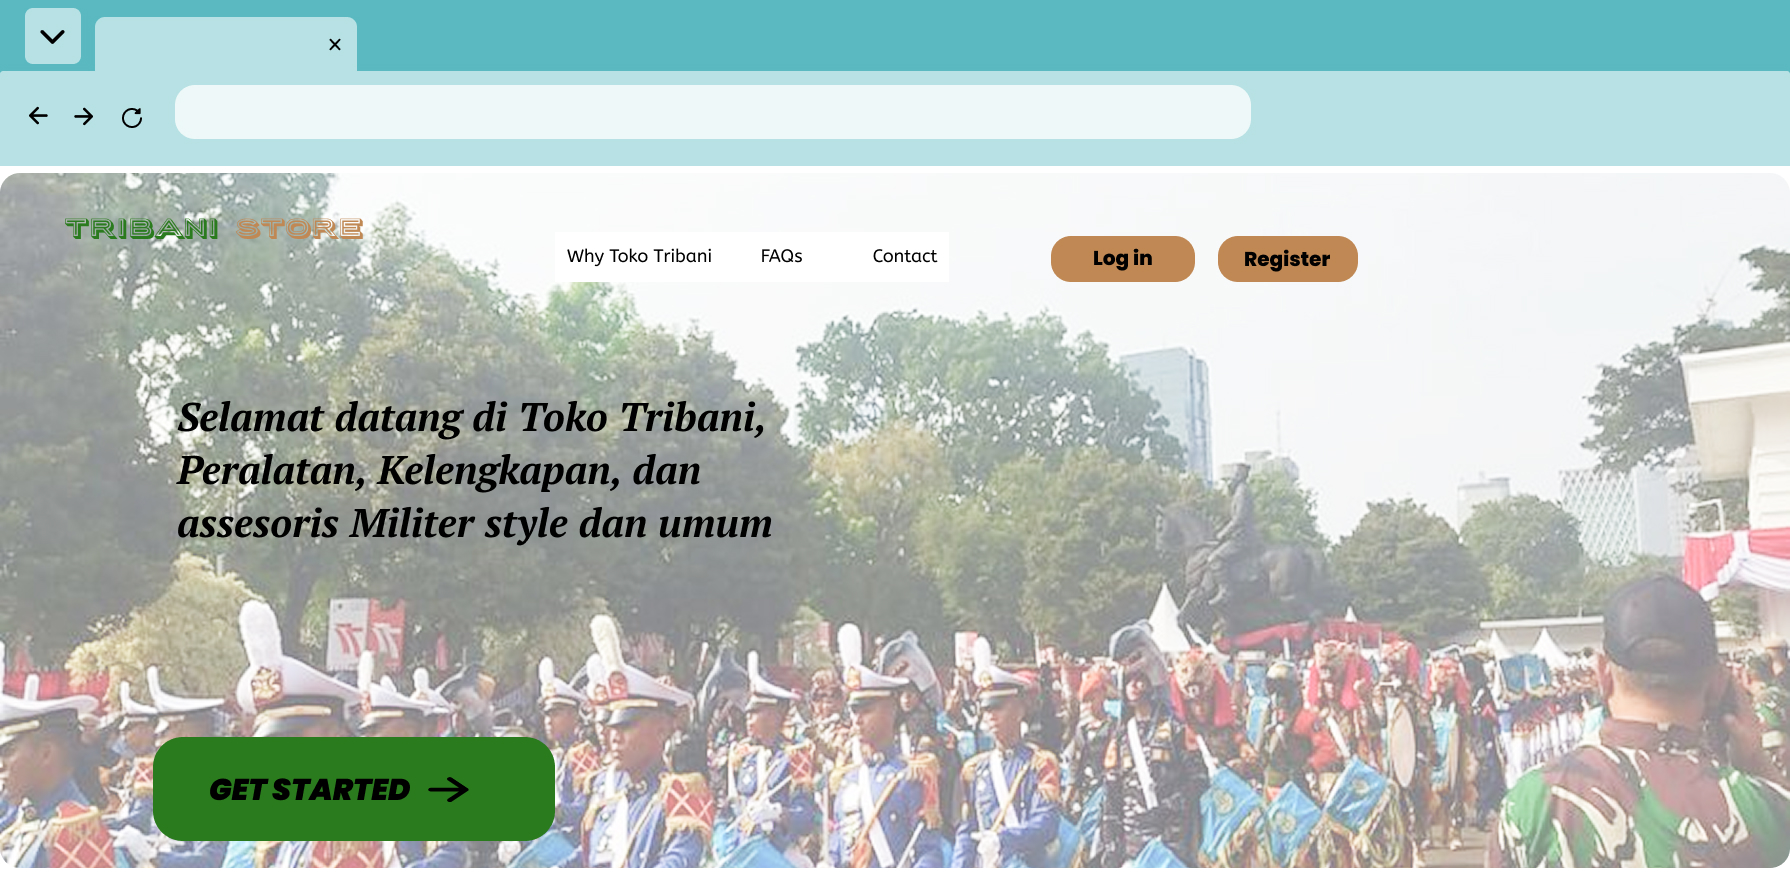 TRIBANI STORE
Why Toko Tribani FAQs Contact
Log in Register
Selamat datang di Toko Tribani,
Peralatan, Kelengkapan, dan
assesoris Militer style dan umum
GET STARTED